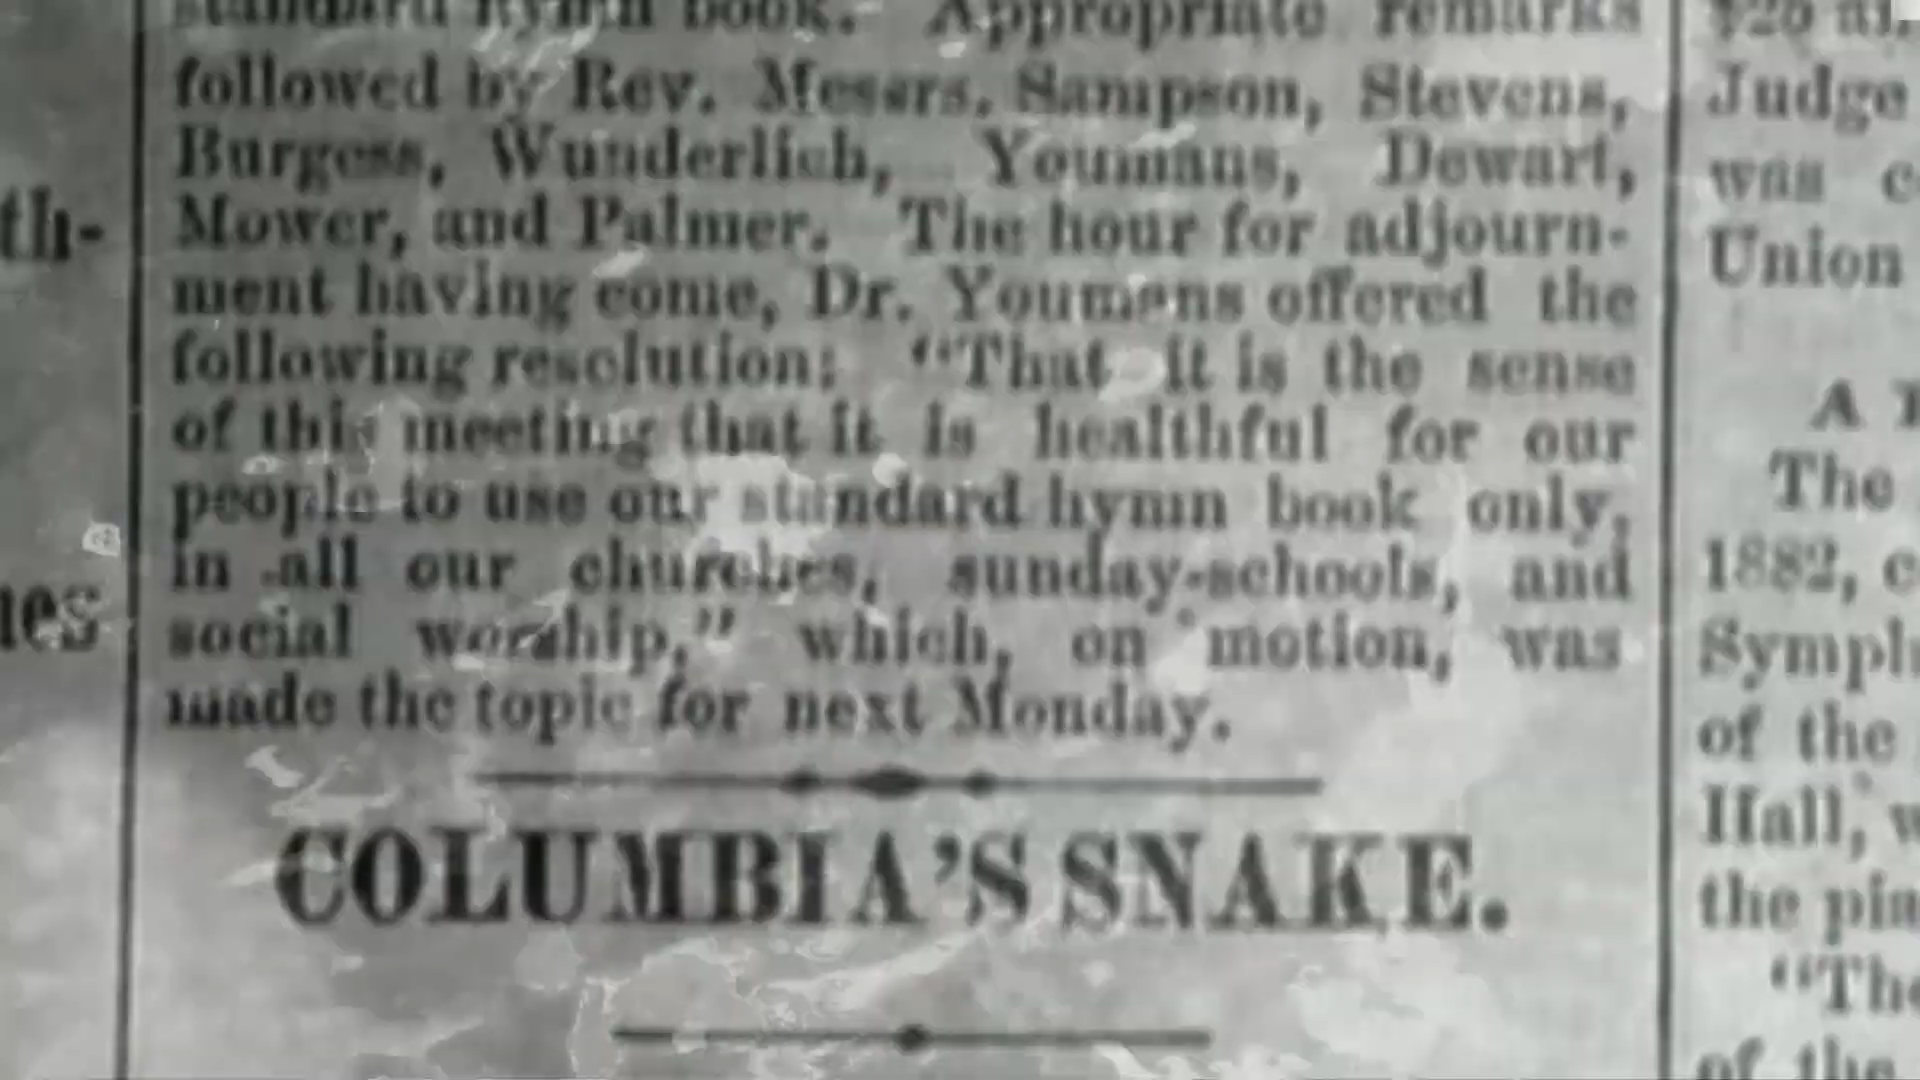 standard hymn book. Appropriate remarks
followed by Rev. Messrs. Sampson, Stevens,
Burgess, Wunderlich, Youmans, Dewart,
Mower, and Palmer. The hour for adjourn-
ment having come, Dr. Youmans offered the
following resolution: "That it is the sense
of this meeting that it is healthful for our
people to use our standard hymn book only,
in all our churches, sunday-schools, and
social worship," which, on motion, was
made the topic for next Monday.
COLUMBIA'S SNAKE.
th-
Judge
was
Union
A
The
1882,
of the
Hall,
the
"The
of the